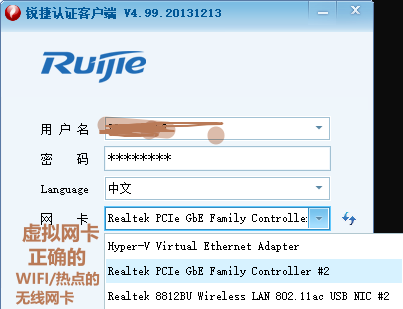 锐捷认证客户端 V4.99.20131213
Ruijie
用户名
密 码 ********
Language 中文
网 卡 Realtek PCIe GbE Family Controlle
虚拟网卡 Hyper-V Virtual Ethernet Adapter
正确的 Realtek PCIe GbE Family Controller #2
WIFI/热点的
无线网卡 Realtek 8812BU Wireless LAN 802.11ac USB NIC #2